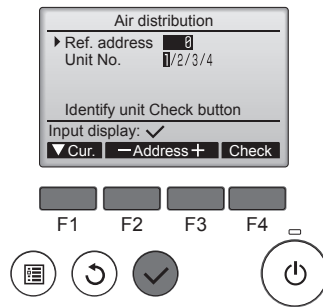 Air distribution
Ref. address 0
Unit No. 1/2/3/4
Identify unit Check button
Input display: ✓
▼ Cur. − Address + Check
F1 F2 F3 F4